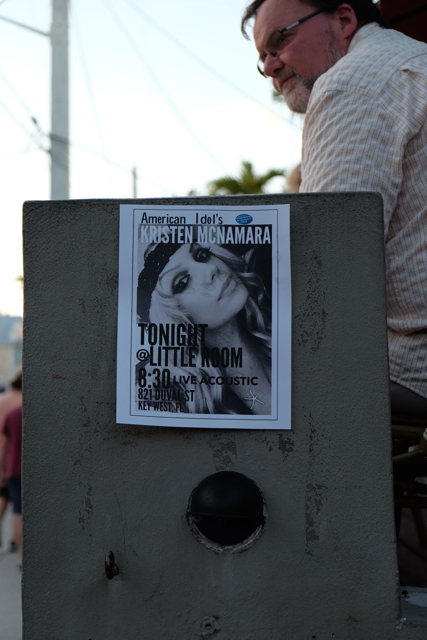 American Idol's
KRISTEN MCNAMARA
TONIGHT
@LITTLE ROOM
8:30 LIVE ACOUSTIC
821 DUVAL ST
KEY WEST, FL